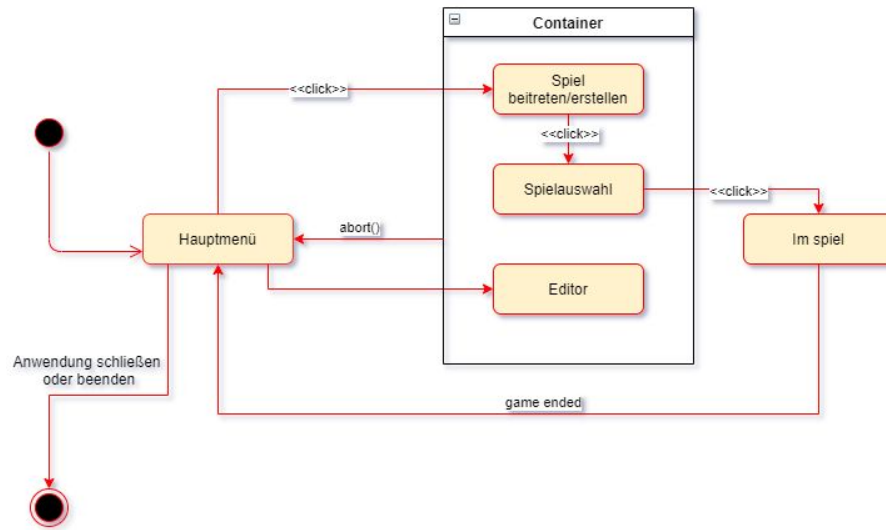 Container
Spiel
beitreten/erstellen
<<click>>
<<click>>
Spielauswahl
<<click>>
Hauptmenü
abort()
Im spiel
Editor
Anwendung schließen
oder beenden
game ended